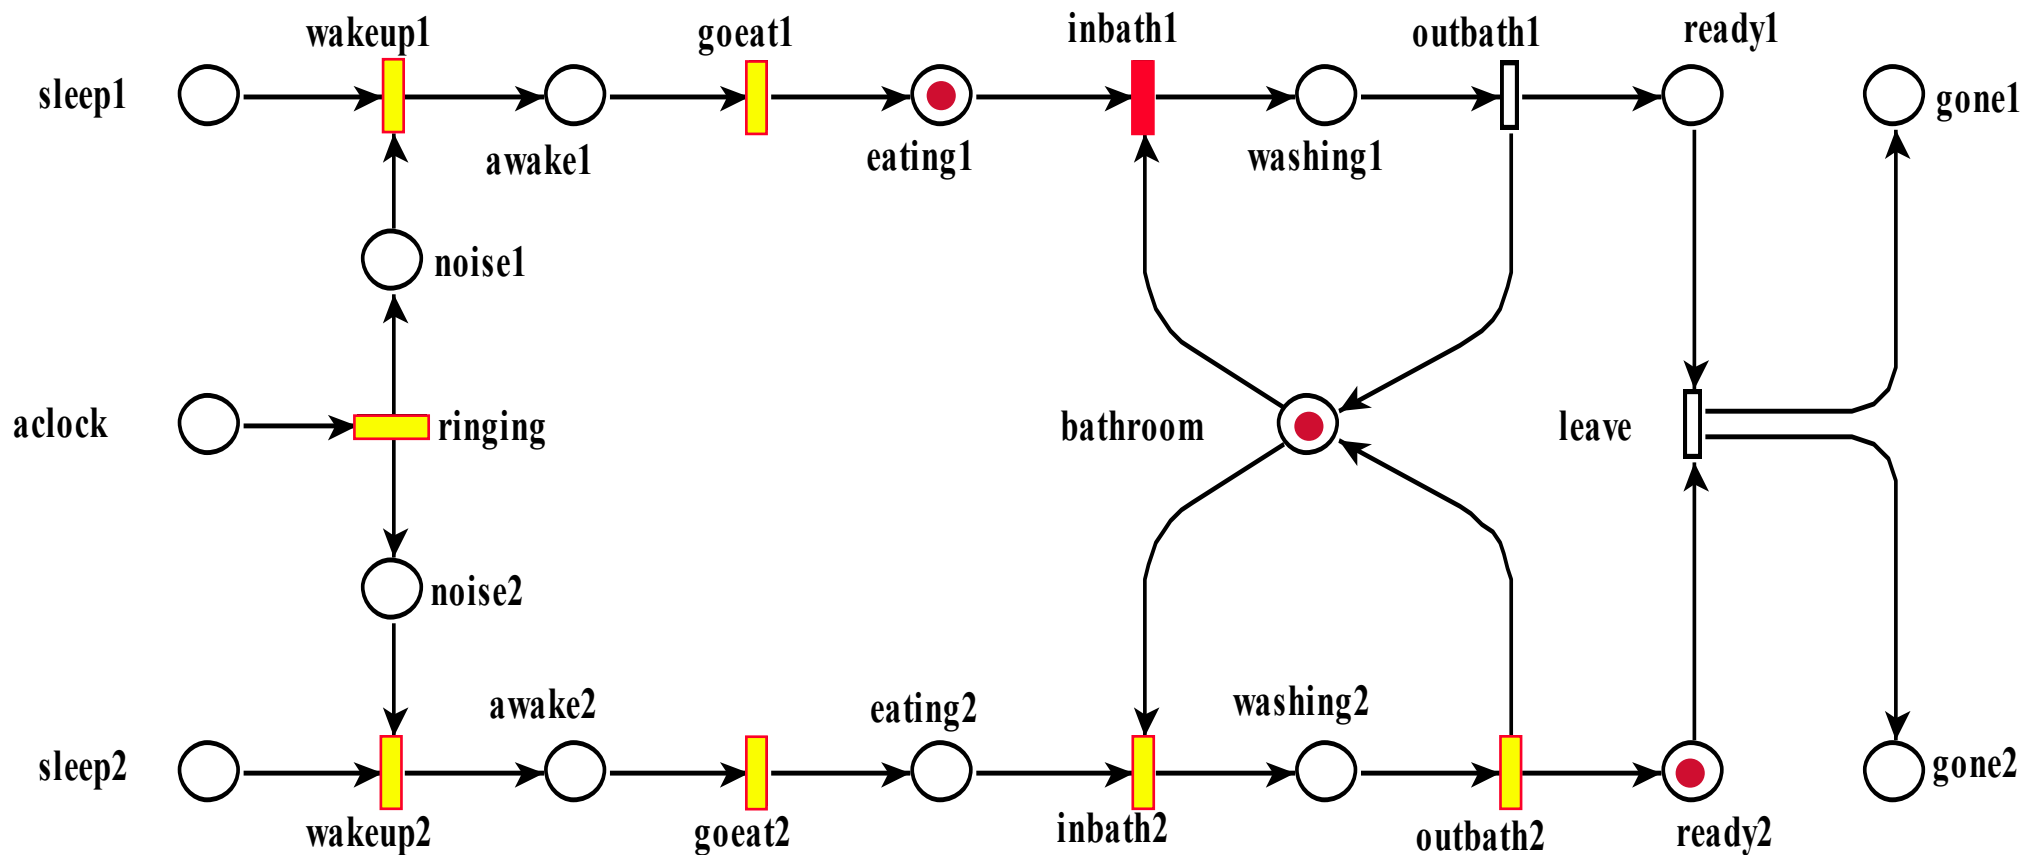 wakeup1
goeat1
inbath1
outbath1
ready1
sleep1
gone1
awake1
eating1
washing1
noise1
aclock
ringing
bathroom
leave
noise2
awake2
eating2
washing2
sleep2
gone2
wakeup2
goeat2
inbath2
outbath2
ready2